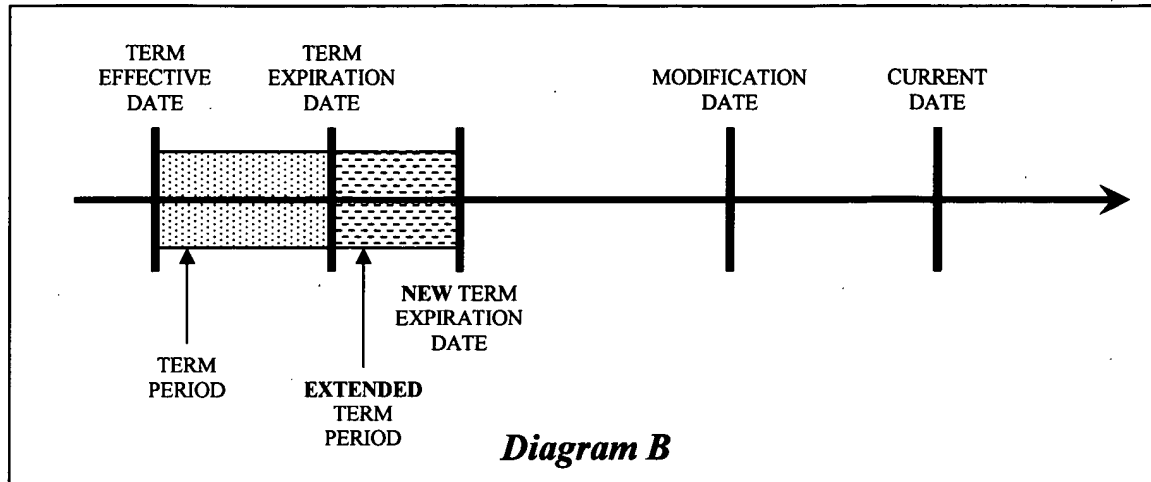 TERM
EFFECTIVE
DATE
TERM
EXPIRATION
DATE
MODIFICATION
DATE
CURRENT
DATE
NEW TERM
EXPIRATION
DATE
TERM
PERIOD
EXTENDED
TERM
PERIOD
Diagram B